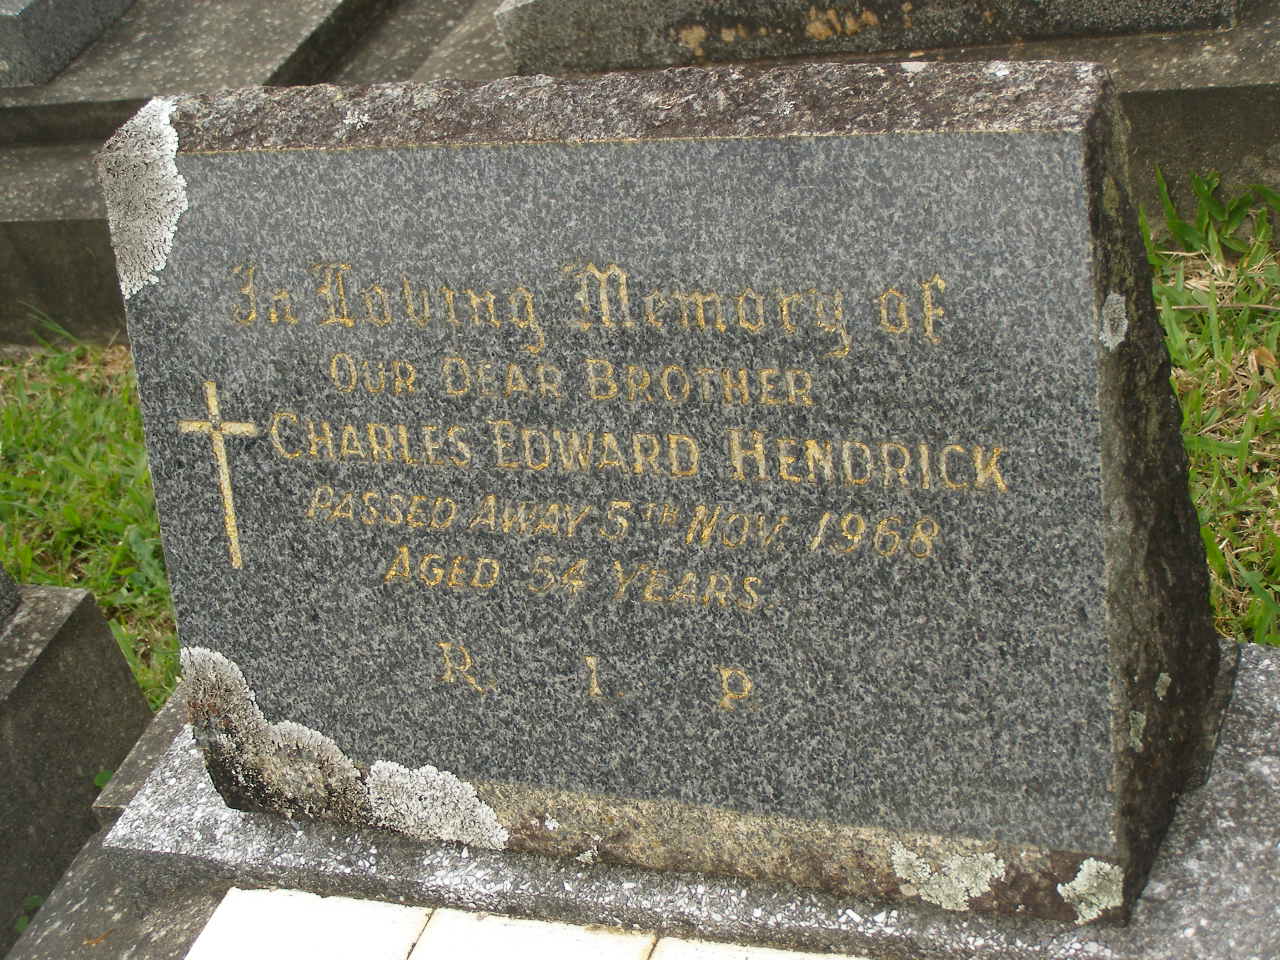 In Loving Memory of
OUR DEAR BROTHER
CHARLES EDWARD HENDRICK
PASSED AWAY 5TH NOV. 1968
AGED 54 YEARS.
R. I. P.